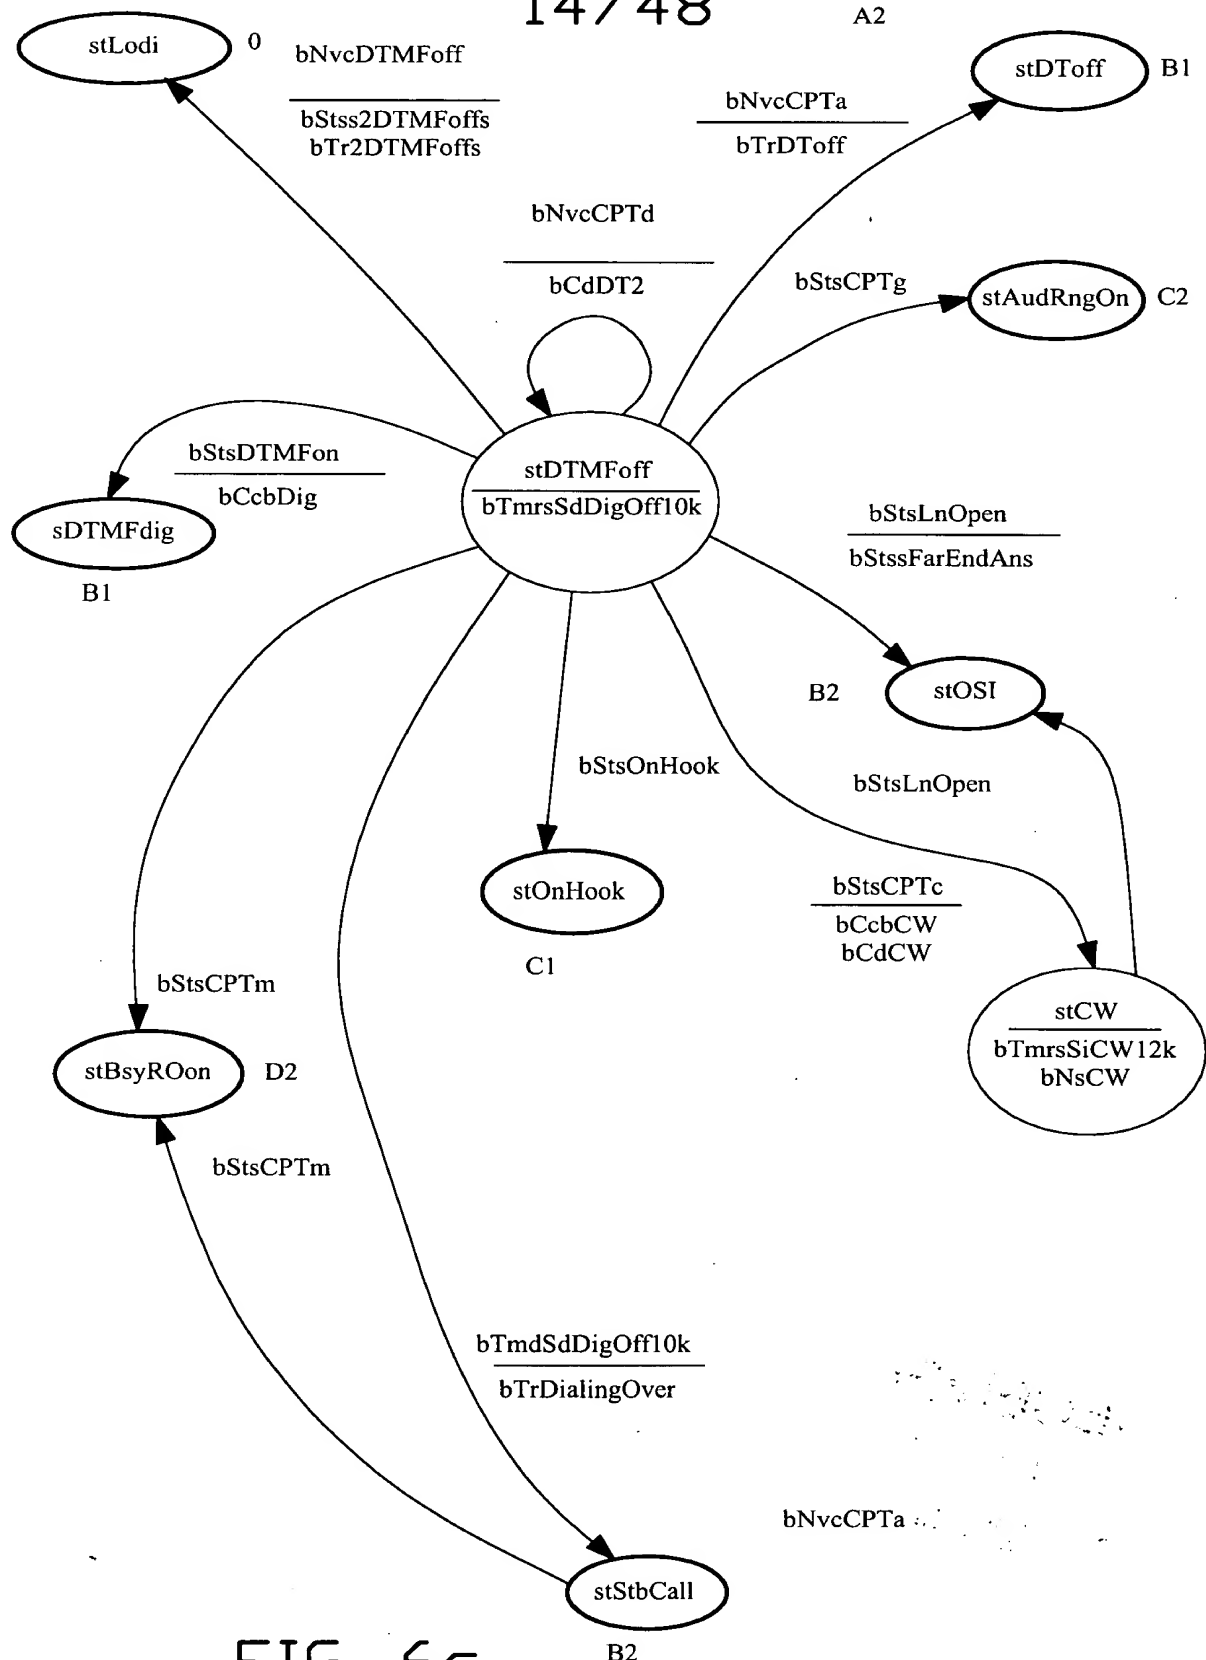 14/48
A2
stLodi
0
bNvcDTMFoff
bStss2DTMFoffs
bTr2DTMFoffs
stDToff
B1
bNvcCPTa
bTrDToff
bNvcCPTd
bCdDT2
bStsCPTg
stAudRngOn
C2
bStsDTMFon
bCcbDig
sDTMFdig
B1
stDTMFoff
bTmrsSdDigOff10k
bStsLnOpen
bStssFarEndAns
B2
stOSI
bStsOnHook
bStsLnOpen
stOnHook
C1
bStsCPTc
bCcbCW
bCdCW
bStsCPTm
stCW
bTmrsSiCW12k
bNsCW
stBsyROon
D2
bStsCPTm
bTmdSdDigOff10k
bTrDialingOver
bNvcCPTa
stStbCall
B2